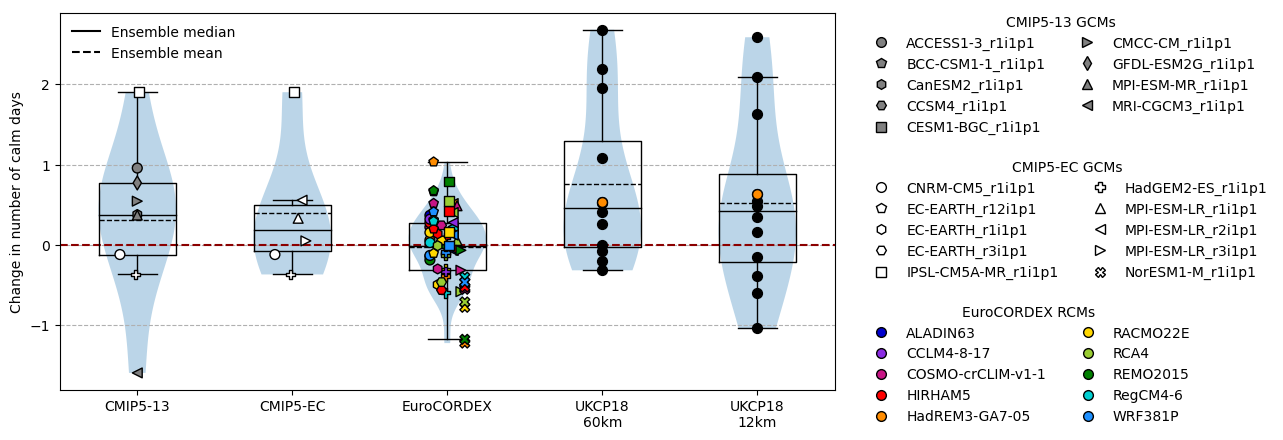 Ensemble median
Ensemble mean
Change in number of calm days
2
1
0
−1
CMIP5-13
CMIP5-EC
EuroCORDEX
UKCP18
60km
UKCP18
12km
CMIP5-13 GCMs
ACCESS1-3_r1i1p1
BCC-CSM1-1_r1i1p1
CanESM2_r1i1p1
CCSM4_r1i1p1
CESM1-BGC_r1i1p1
CMCC-CM_r1i1p1
GFDL-ESM2G_r1i1p1
MPI-ESM-MR_r1i1p1
MRI-CGCM3_r1i1p1
CMIP5-EC GCMs
CNRM-CM5_r1i1p1
EC-EARTH_r12i1p1
EC-EARTH_r1i1p1
EC-EARTH_r3i1p1
IPSL-CM5A-MR_r1i1p1
HadGEM2-ES_r1i1p1
MPI-ESM-LR_r1i1p1
MPI-ESM-LR_r2i1p1
MPI-ESM-LR_r3i1p1
NorESM1-M_r1i1p1
EuroCORDEX RCMs
ALADIN63
CCLM4-8-17
COSMO-crCLIM-v1-1
HIRHAM5
HadREM3-GA7-05
RACMO22E
RCA4
REMO2015
RegCM4-6
WRF381P